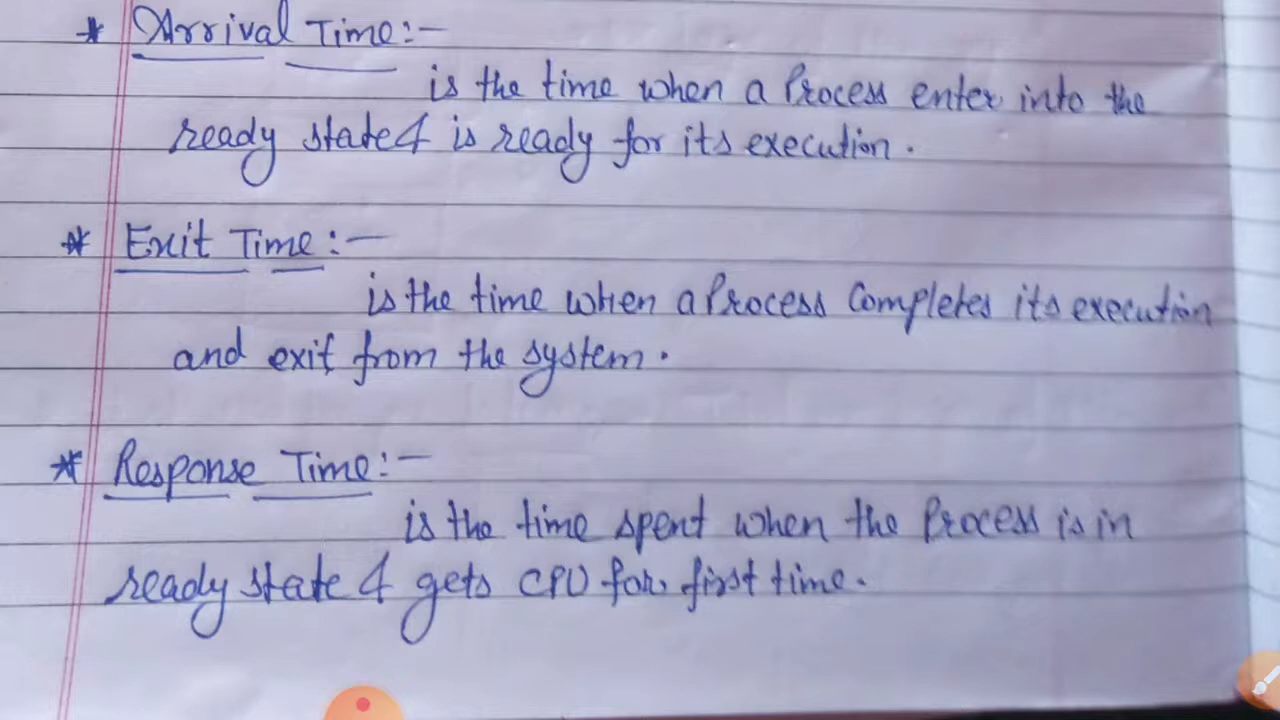 * Arrival Time:-
is the time when a Process enter into the
ready state & is ready for its execution.
* Exit Time:-
is the time when a Process Completes its execution
and exit from the system.
* Response Time:-
is the time spent when the Process is in
ready state & gets CPU for first time.